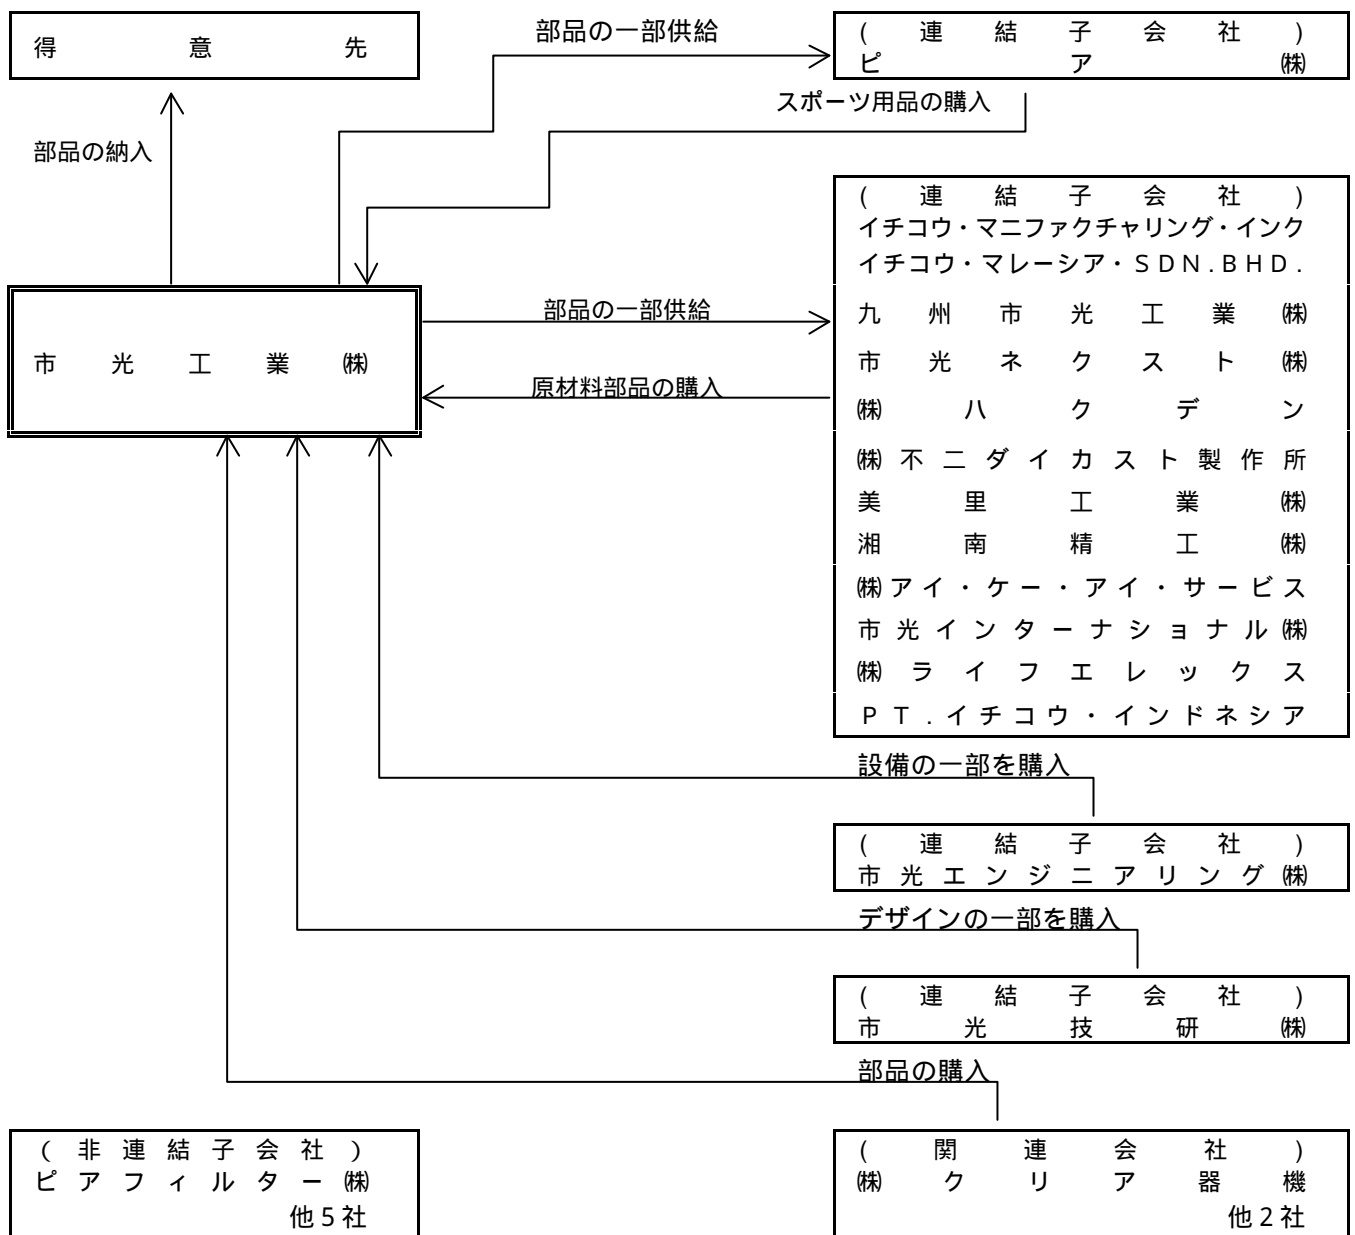 得意先
部品の一部供給
(連結子会社)
ピア㈱
スポーツ用品の購入
部品の納入
(連結子会社)
イチコウ・マニファクチャリング・インク
イチコウ・マレーシア・ＳＤＮ.ＢＨＤ.
九州市光工業㈱
市光ネクスト㈱
㈱ハクデン
㈱不二ダイカスト製作所
美里工業㈱
湘南精工㈱
㈱アイ・ケー・アイ・サービス
市光インターナショナル㈱
㈱ライフエレックス
ＰＴ.イチコウ・インドネシア
部品の一部供給
市光工業㈱
原材料部品の購入
設備の一部を購入
(連結子会社)
市光エンジニアリング㈱
デザインの一部を購入
(連結子会社)
市光技研㈱
部品の購入
(非連結子会社)
ピアフィルター㈱
他５社
(関連会社)
㈱クリア器機
他２社